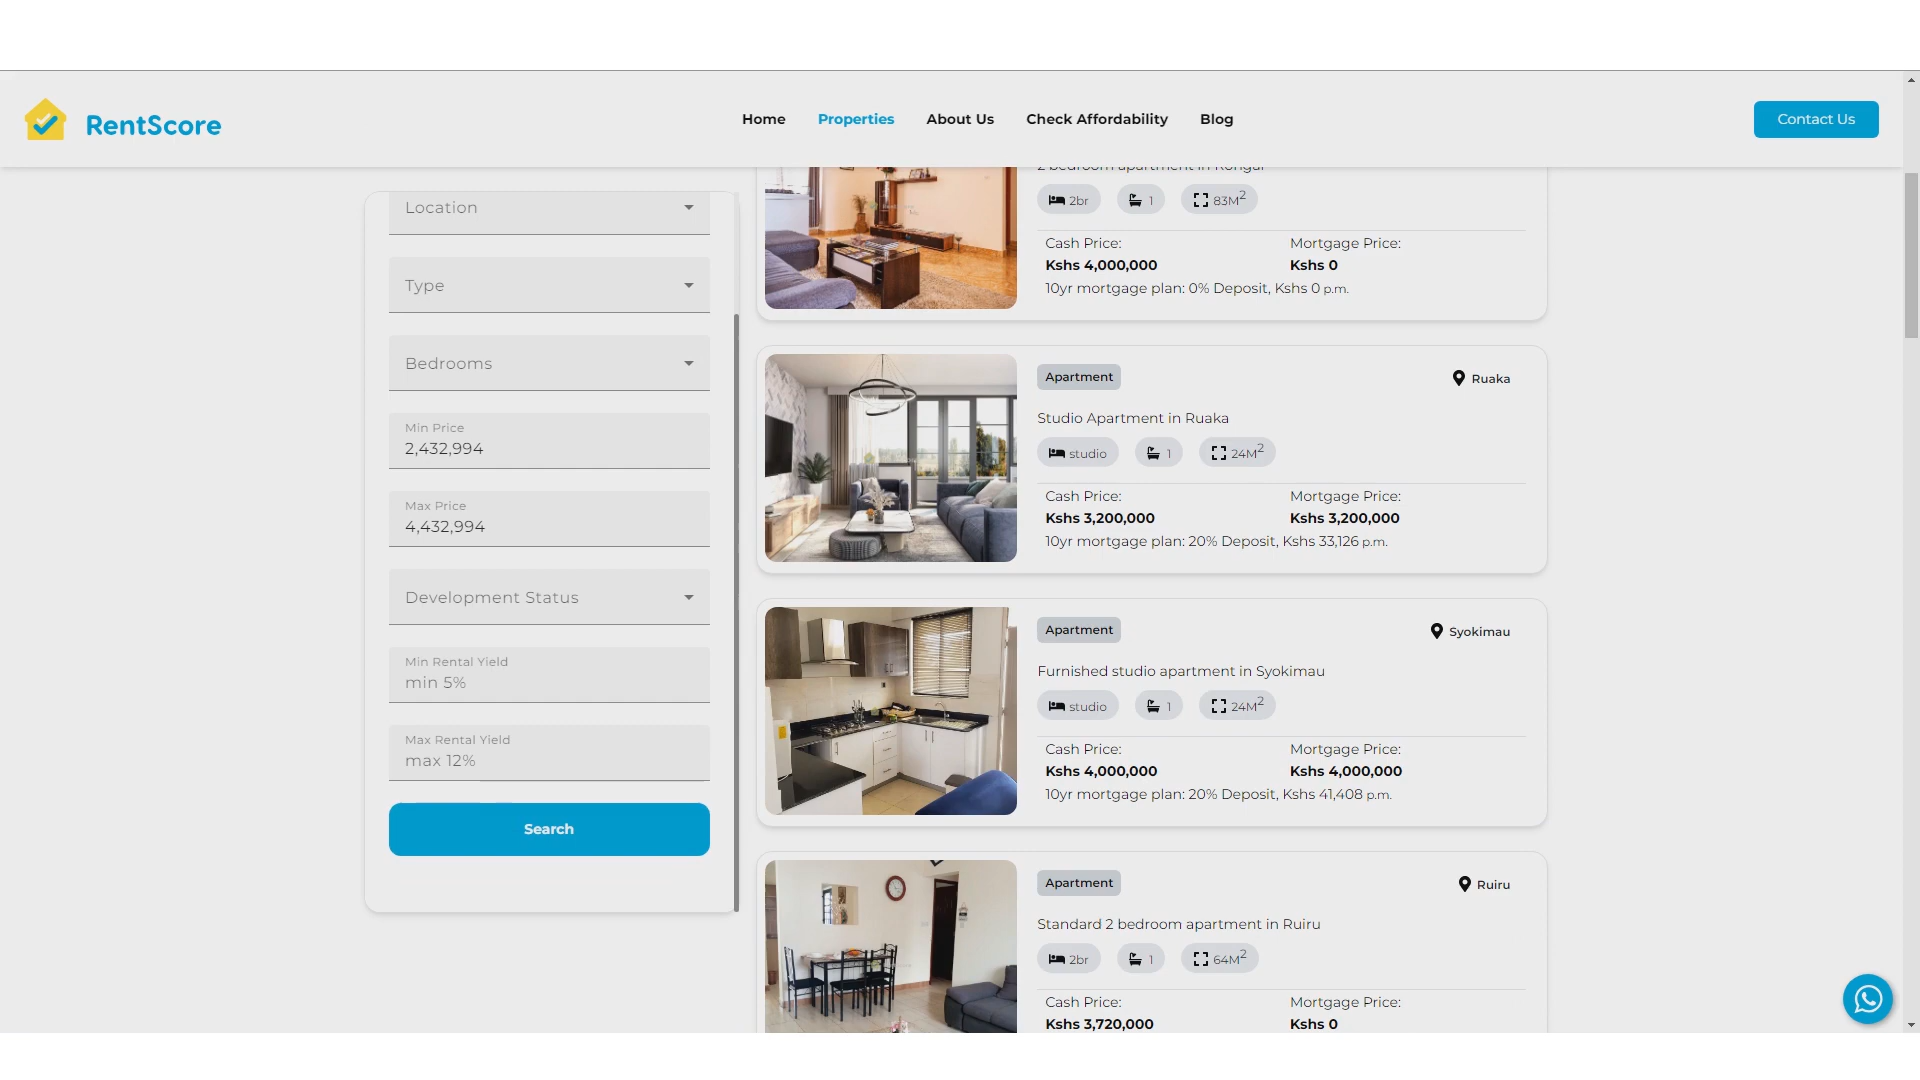 RentScore
Home
Properties
About Us
Check Affordability
Blog
Contact Us
Location
Type
Bedrooms
Min Price
2,432,994
Max Price
4,432,994
Development Status
Min Rental Yield
min 5%
Max Rental Yield
max 12%
Search
2 bedroom apartment in Rongai
2br
1
83M2
Cash Price:
Mortgage Price:
Kshs 4,000,000
Kshs 0
10yr mortgage plan: 0% Deposit, Kshs 0 p.m.
Apartment
Ruaka
Studio Apartment in Ruaka
studio
1
24M2
Cash Price:
Mortgage Price:
Kshs 3,200,000
Kshs 3,200,000
10yr mortgage plan: 20% Deposit, Kshs 33,126 p.m.
Apartment
Syokimau
Furnished studio apartment in Syokimau
studio
1
24M2
Cash Price:
Mortgage Price:
Kshs 4,000,000
Kshs 4,000,000
10yr mortgage plan: 20% Deposit, Kshs 41,408 p.m.
Apartment
Ruiru
Standard 2 bedroom apartment in Ruiru
2br
1
64M2
Cash Price:
Mortgage Price:
Kshs 3,720,000
Kshs 0